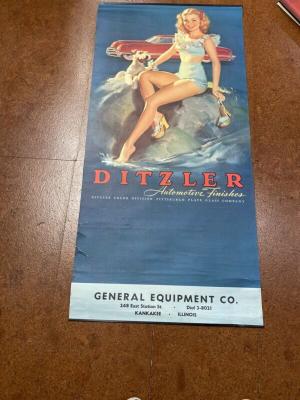 DITZLER
Automotive Finishes
DITZLER COLOR DIVISION PITTSBURGH PLATE GLASS COMPANY
GENERAL EQUIPMENT CO.
248 East Station St. • Dial 3-8031
KANKAKEE • ILLINOIS